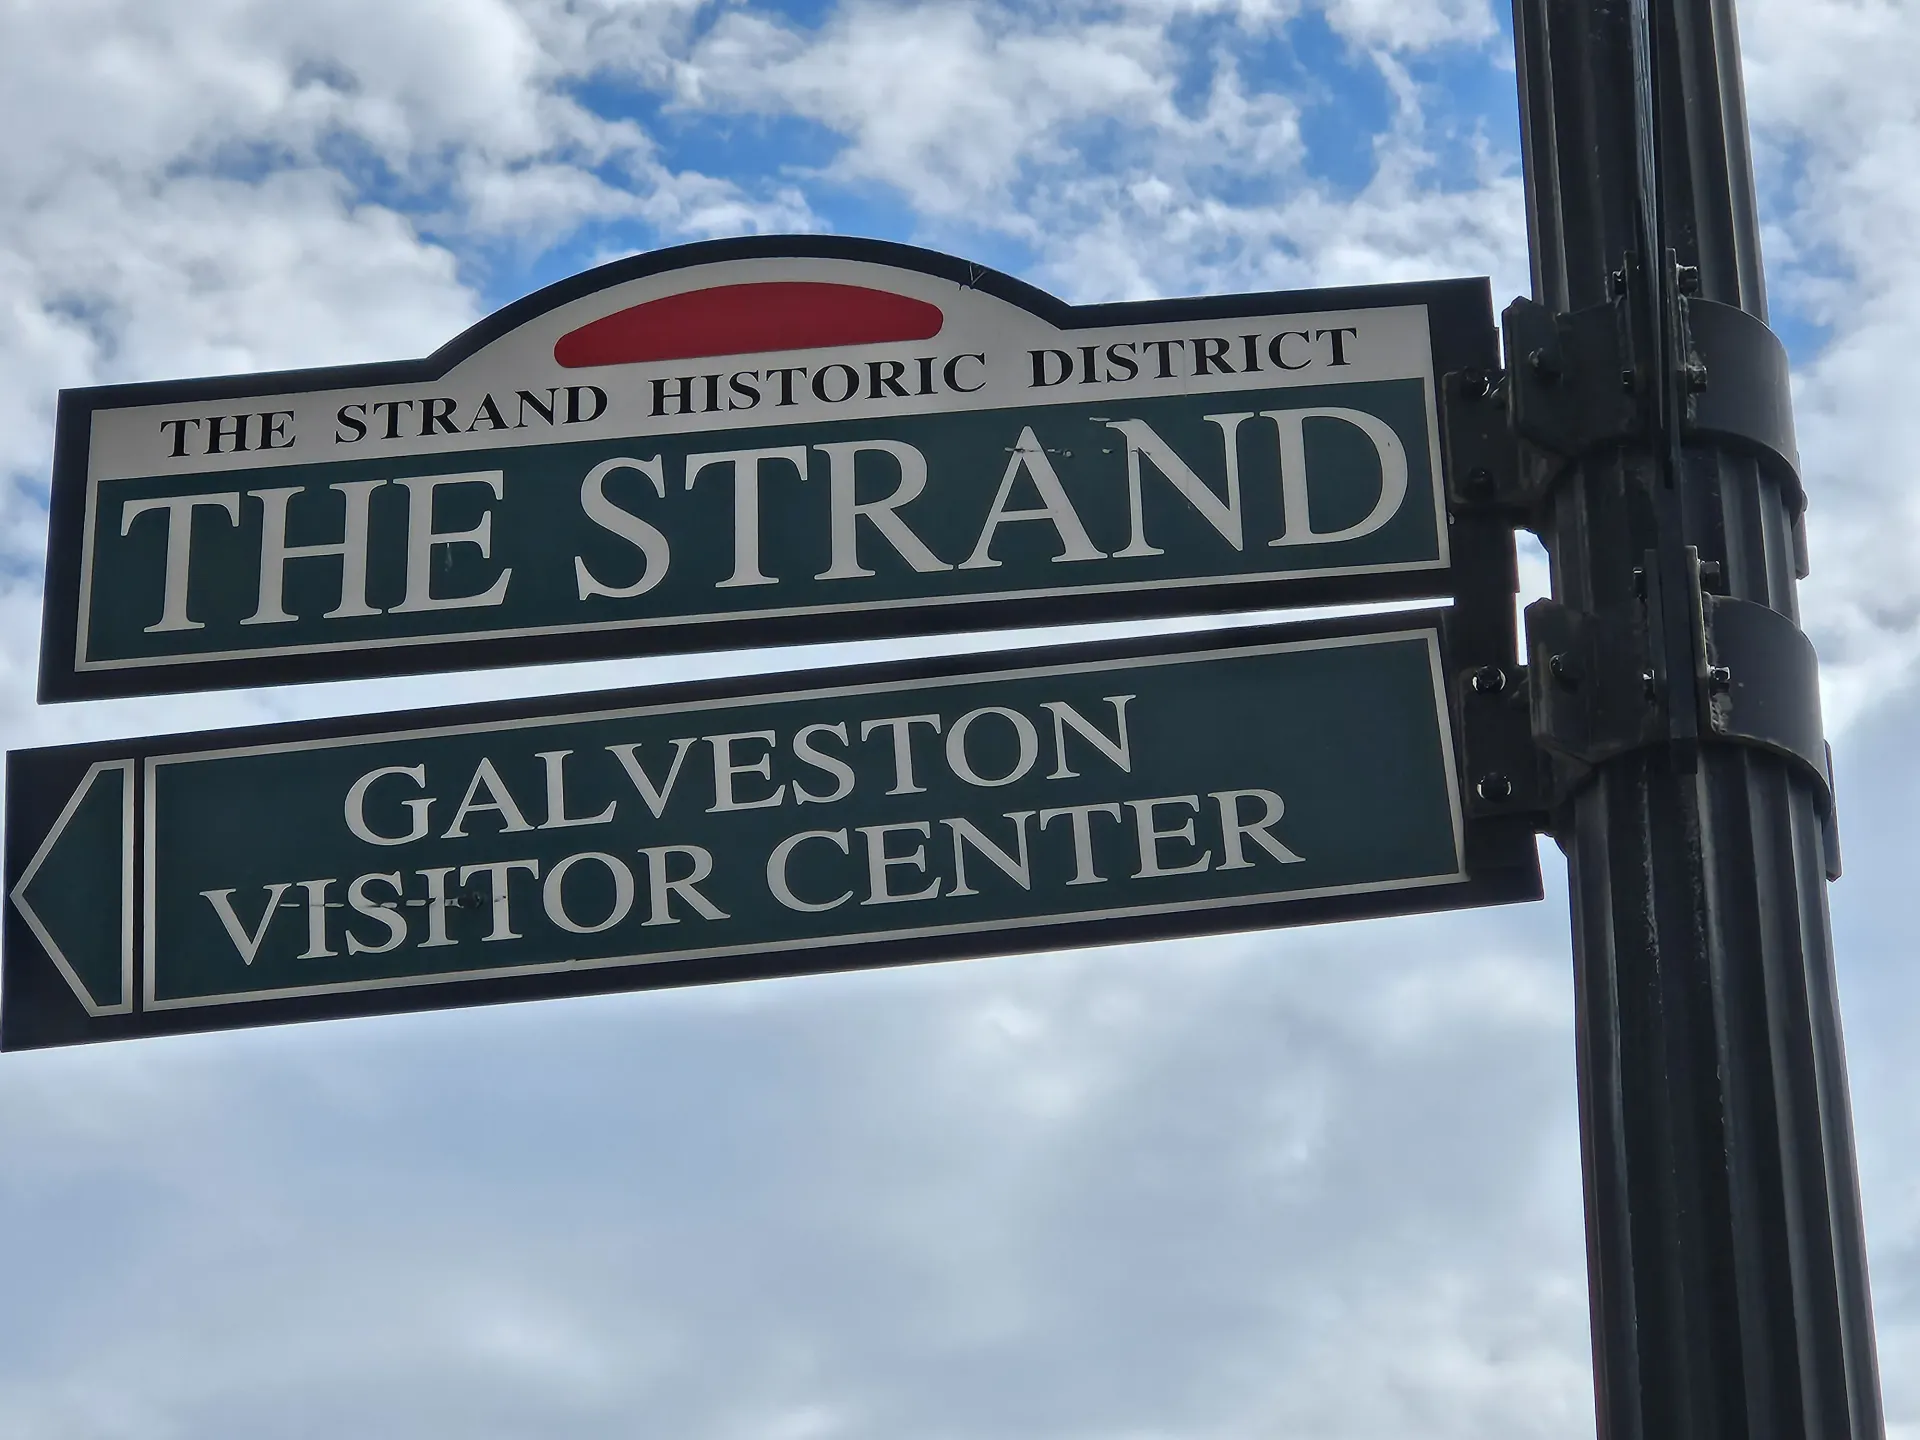 THE STRAND HISTORIC DISTRICT
THE STRAND
GALVESTON
VISITOR CENTER